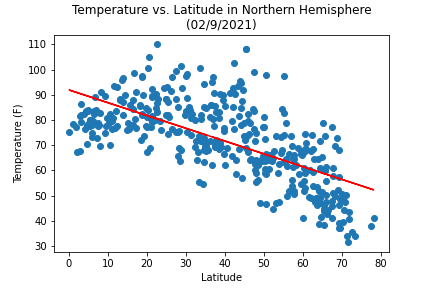 Temperature vs. Latitude in Northern Hemisphere
(02/9/2021)
110
100
90
80
70
60
50
40
30
Temperature (F)
0 10 20 30 40 50 60 70 80
Latitude